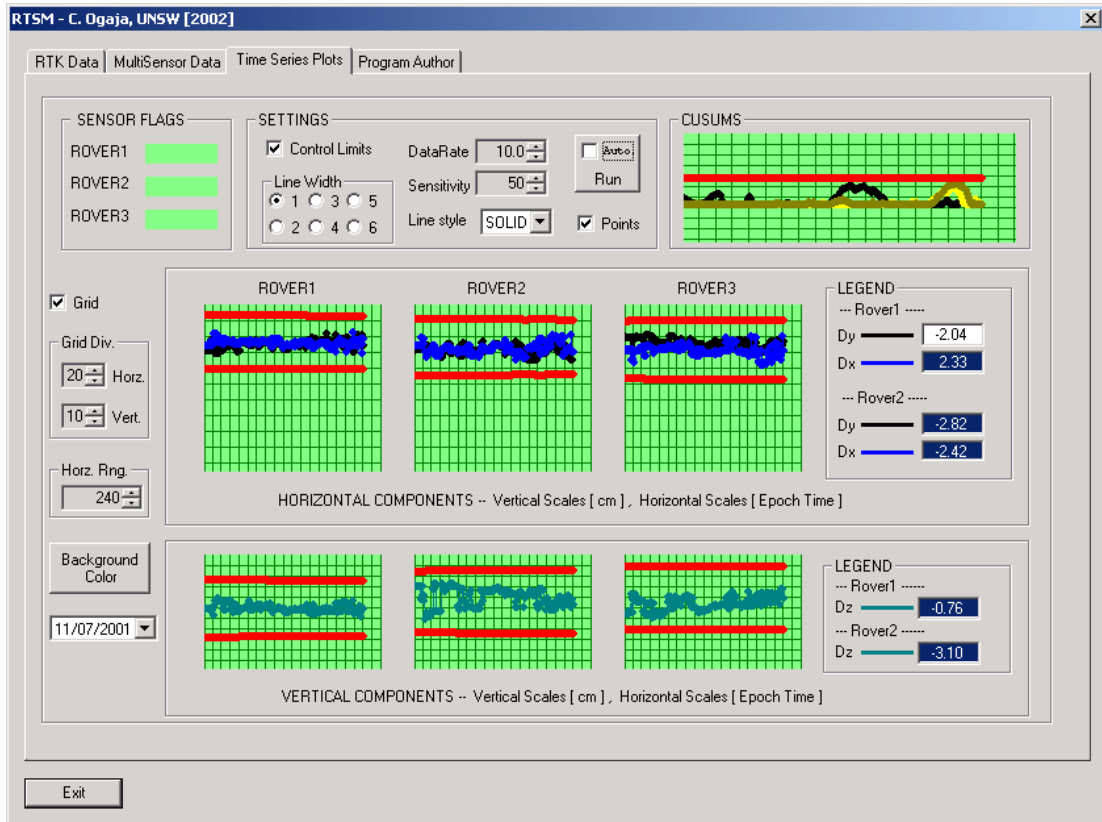 RTSM - C. Ogaja, UNSW [2002]
RTK Data MultiSensor Data Time Series Plots Program Author
SENSOR FLAGS
ROVER1
ROVER2
ROVER3
SETTINGS
Control Limits
Line Width
1 3 5
2 4 6
DataRate 10.0
Sensitivity 50
Line style SOLID
Auto
Run
Points
CUSUMS
Grid
Grid Div.
20 Horz.
10 Vert.
Horz. Rng.
240
Background
Color
11/07/2001
ROVER1 ROVER2 ROVER3
LEGEND
--- Rover1 -----
Dy -2.04
Dx 2.33
--- Rover2 -----
Dy -2.82
Dx -2.42
HORIZONTAL COMPONENTS -- Vertical Scales [ cm ] , Horizontal Scales [ Epoch Time ]
LEGEND
--- Rover1 -----
Dz -0.76
--- Rover2 -----
Dz -3.10
VERTICAL COMPONENTS -- Vertical Scales [ cm ] , Horizontal Scales [ Epoch Time ]
Exit